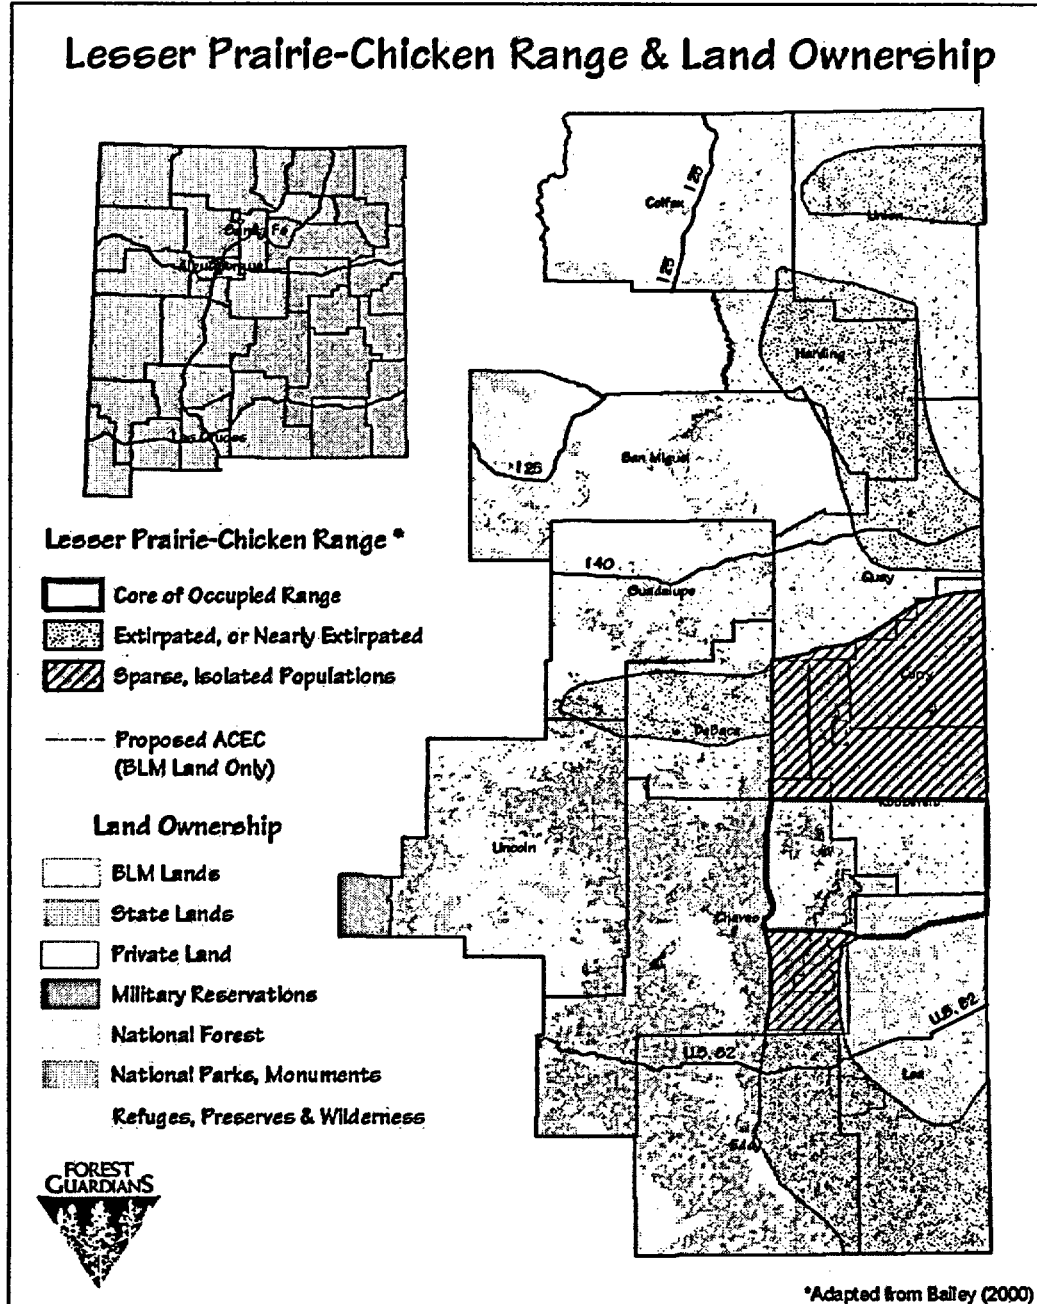 Lesser Prairie-Chicken Range & Land Ownership
I 25
Colfax
Union
I 25
Santa Fe
Albuquerque
Harding
Las Cruces
San Miguel
I 25
Lesser Prairie-Chicken Range *
Core of Occupied Range
Extirpated, or Nearly Extirpated
Sparse, Isolated Populations
Proposed ACEC
(BLM Land Only)
I 40
Guadalupe
Quay
Curry
DeBaca
Roosevelt
Land Ownership
BLM Lands
State Lands
Private Land
Military Reservations
National Forest
National Parks, Monuments
Refuges, Preserves & Wilderness
Lincoln
Chaves
U.S. 82
U.S. 82
Lea
Eddy
FOREST
GUARDIANS
*Adapted from Bailey (2000)